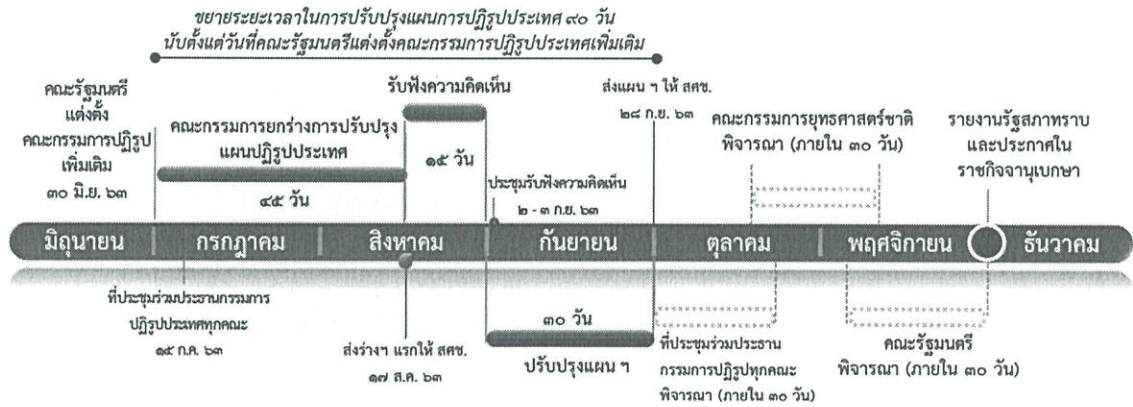 ขยายระยะเวลาในการปรับปรุงแผนการปฏิรูปประเทศ ๙๐ วัน
นับตั้งแต่วันที่คณะรัฐมนตรีแต่งตั้งคณะกรรมการปฏิรูปประเทศเพิ่มเติม
คณะรัฐมนตรี
แต่งตั้ง
คณะกรรมการปฏิรูป
เพิ่มเติม
๓๐ มิ.ย. ๖๓
คณะกรรมการยกร่างการปรับปรุง
แผนปฏิรูปประเทศ
๔๕ วัน
รับฟังความคิดเห็น
๑๕ วัน
ประชุมรับฟังความคิดเห็น
๒ - ๓ ก.ย. ๖๓
ส่งแผน ฯ ให้ สศช.
๒๘ ก.ย. ๖๓
คณะกรรมการยุทธศาสตร์ชาติ
พิจารณา (ภายใน ๓๐ วัน)
รายงานรัฐสภาทราบ
และประกาศใน
ราชกิจจานุเบกษา
มิถุนายน
กรกฎาคม
สิงหาคม
กันยายน
ตุลาคม
พฤศจิกายน
ธันวาคม
ที่ประชุมร่วมประธานกรรมการ
ปฏิรูปประเทศทุกคณะ
๑๕ ก.ค. ๖๓
ส่งร่างฯ แรกให้ สศช.
๑๗ ส.ค. ๖๓
๓๐ วัน
ปรับปรุงแผน ฯ
ที่ประชุมร่วมประธาน
กรรมการปฏิรูปทุกคณะ
พิจารณา (ภายใน ๓๐ วัน)
คณะรัฐมนตรี
พิจารณา (ภายใน ๓๐ วัน)